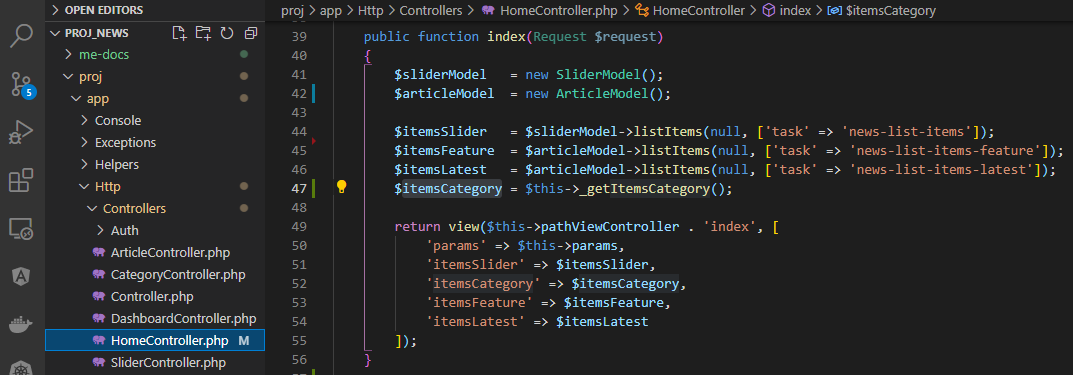 OPEN EDITORS
PROJ_NEWS
me-docs
proj
app
Console
Exceptions
Helpers
Http
Controllers
Auth
ArticleController.php
CategoryController.php
Controller.php
DashboardController.php
HomeController.php M
SliderController.php
5
proj > app > Http > Controllers > HomeController.php > HomeController > index > $itemsCategory
39 public function index(Request $request)
40 {
41 $sliderModel = new SliderModel();
42 $articleModel = new ArticleModel();
43
44 $itemsSlider = $sliderModel->listItems(null, ['task' => 'news-list-items']);
45 $itemsFeature = $articleModel->listItems(null, ['task' => 'news-list-items-feature']);
46 $itemsLatest = $articleModel->listItems(null, ['task' => 'news-list-items-latest']);
47 $itemsCategory = $this->_getItemsCategory();
48
49 return view($this->pathViewController . 'index', [
50 'params' => $this->params,
51 'itemsSlider' => $itemsSlider,
52 'itemsCategory' => $itemsCategory,
53 'itemsFeature' => $itemsFeature,
54 'itemsLatest' => $itemsLatest
55 ]);
56 }